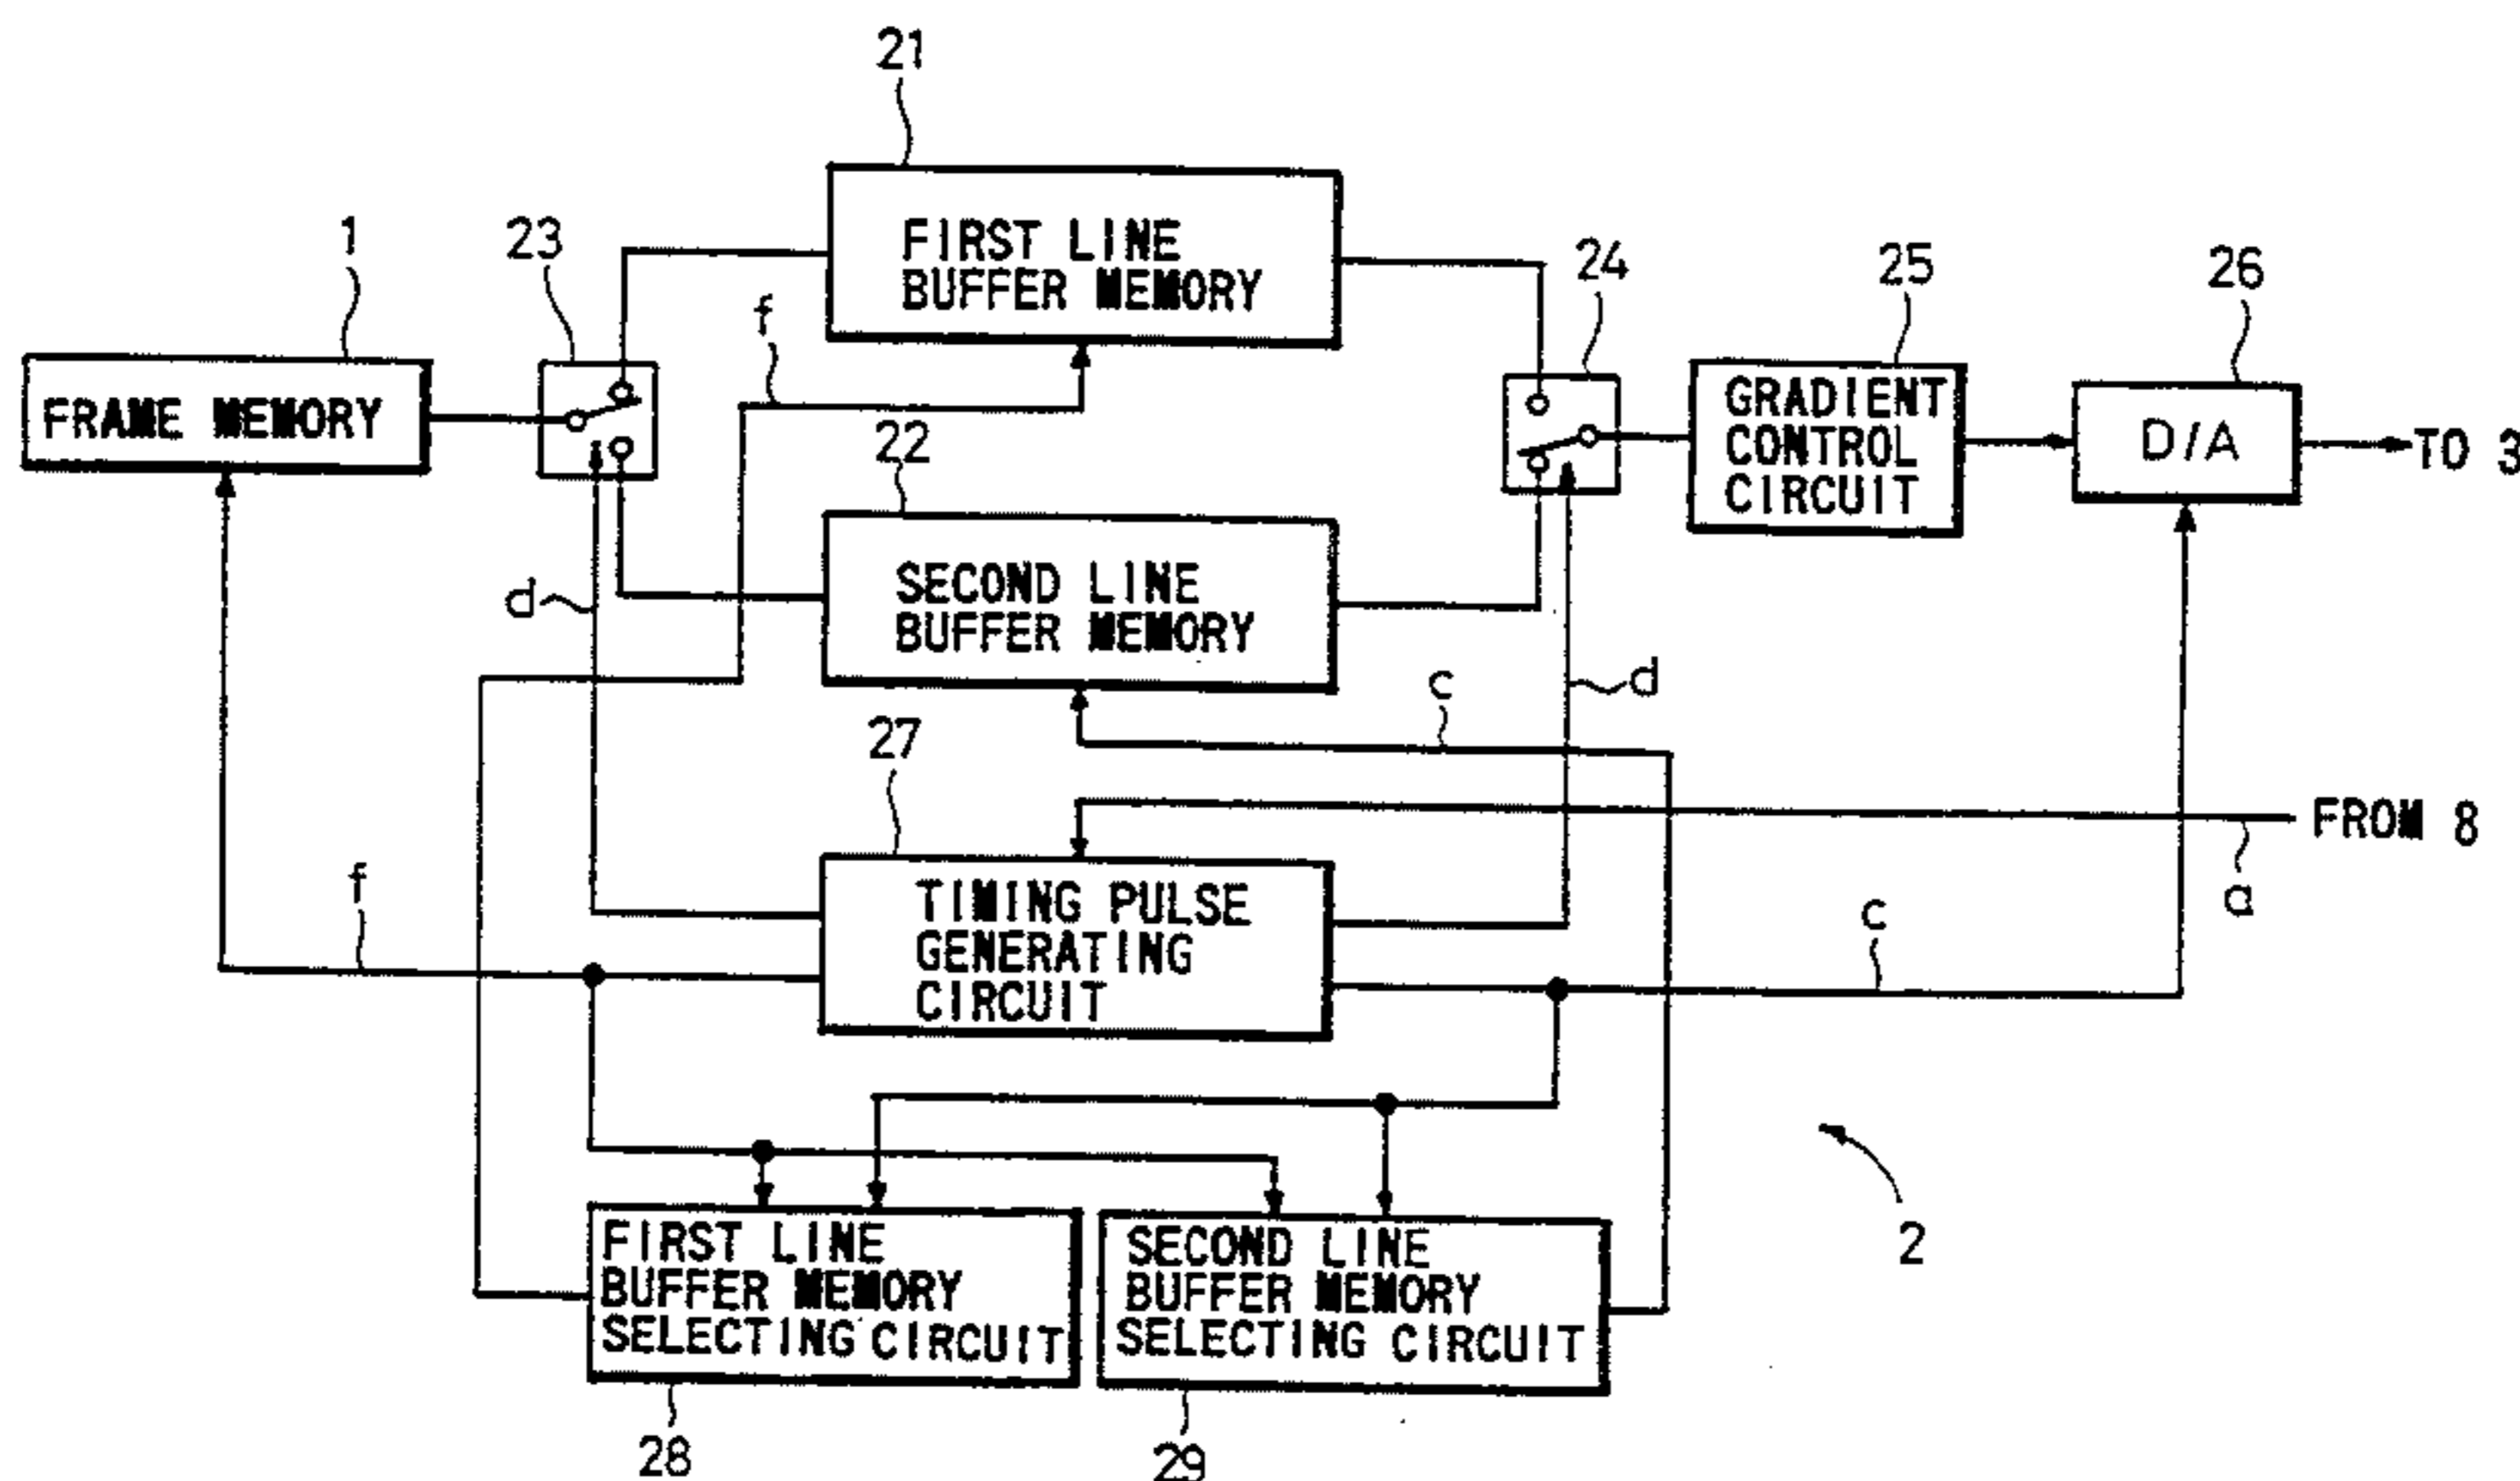 21
1
23
FIRST LINE
BUFFER MEMORY
24
25
26
f
FRAME MEMORY
22
GRADIENT
CONTROL
CIRCUIT
D/A
TO 3
d
SECOND LINE
BUFFER MEMORY
c
d
27
FROM 8
f
TIMING PULSE
GENERATING
CIRCUIT
c
a
FIRST LINE
BUFFER MEMORY
SELECTING CIRCUIT
SECOND LINE
BUFFER MEMORY
SELECTING CIRCUIT
2
28
29